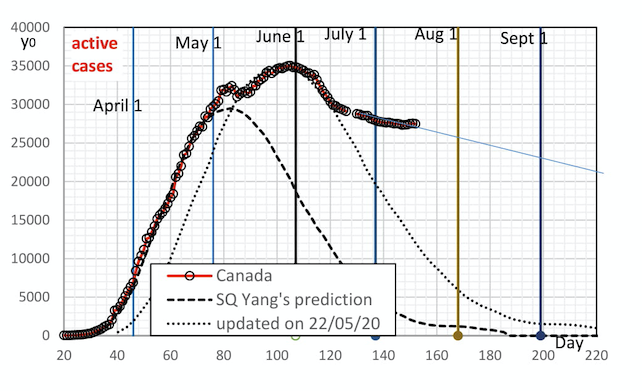 40000
35000
30000
25000
20000
15000
10000
5000
0
y0
active
cases
April 1
May 1
June 1
July 1
Aug 1
Sept 1
Canada
SQ Yang's prediction
updated on 22/05/20
20 40 60 80 100 120 140 160 180 200 220
Day